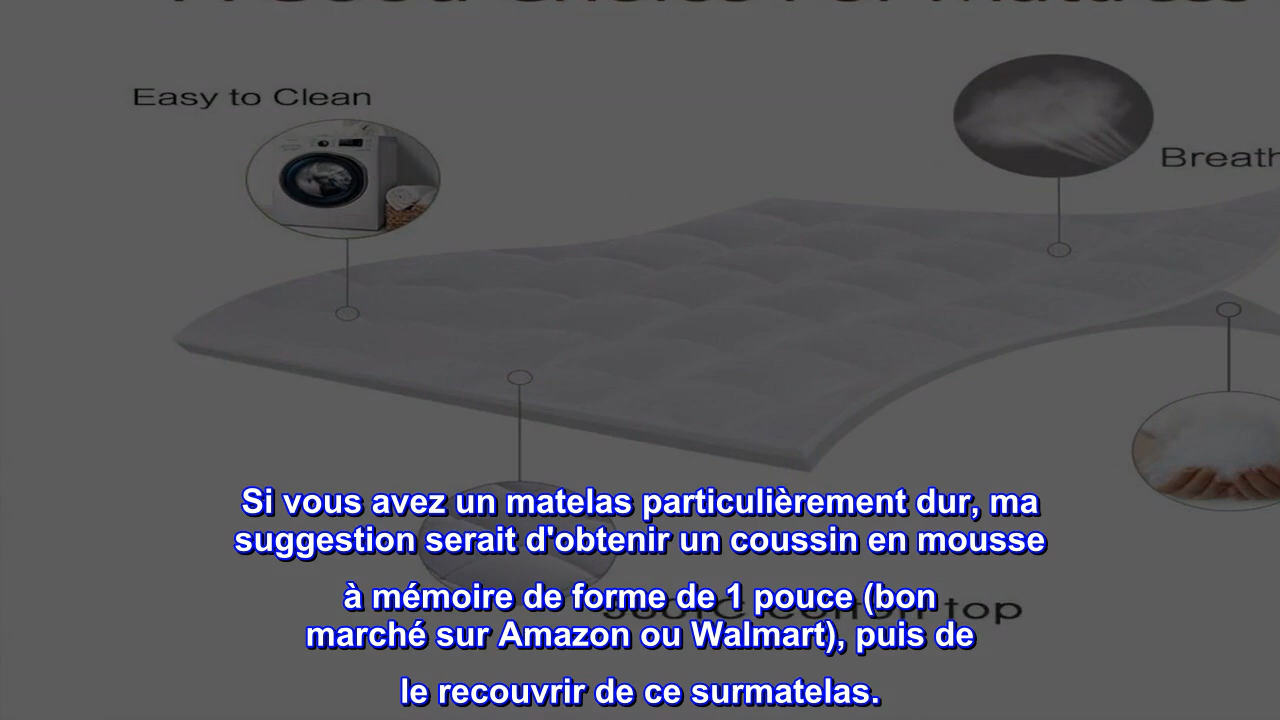 Easy to Clean
Si vous avez un matelas particulièrement dur, ma
suggestion serait d'obtenir un coussin en mousse
à mémoire de forme de 1 pouce (bon
marché sur Amazon ou Walmart), puis de
top
le recouvrir de ce surmatelas.